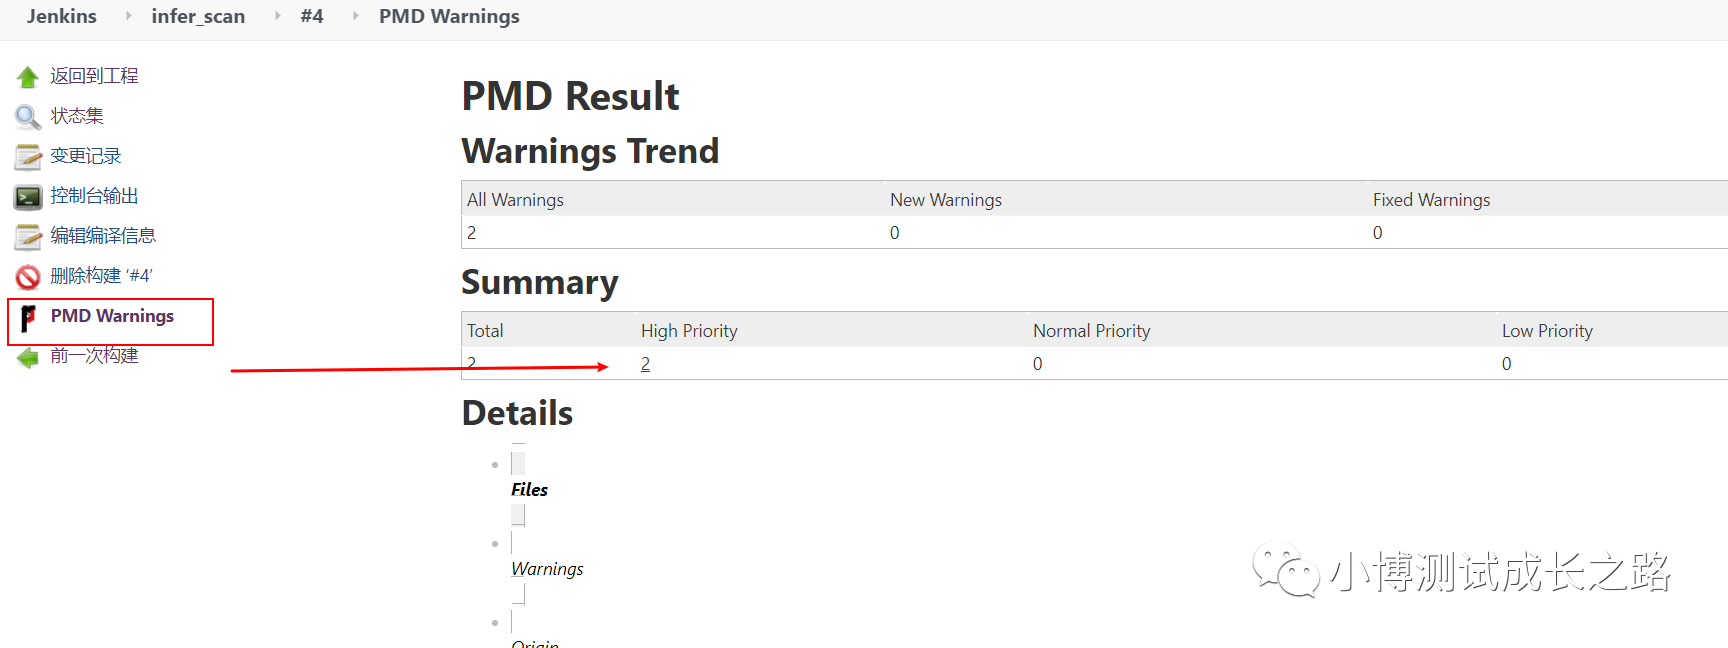 Jenkins infer_scan #4 PMD Warnings
返回到工程
状态集
变更记录
控制台输出
编辑编译信息
删除构建 ‘#4’
PMD Warnings
前一次构建
PMD Result
Warnings Trend
All Warnings New Warnings Fixed Warnings
2 0 0
Summary
Total High Priority Normal Priority Low Priority
2 2 0 0
Details
Files
Warnings
Origin
小博测试成长之路